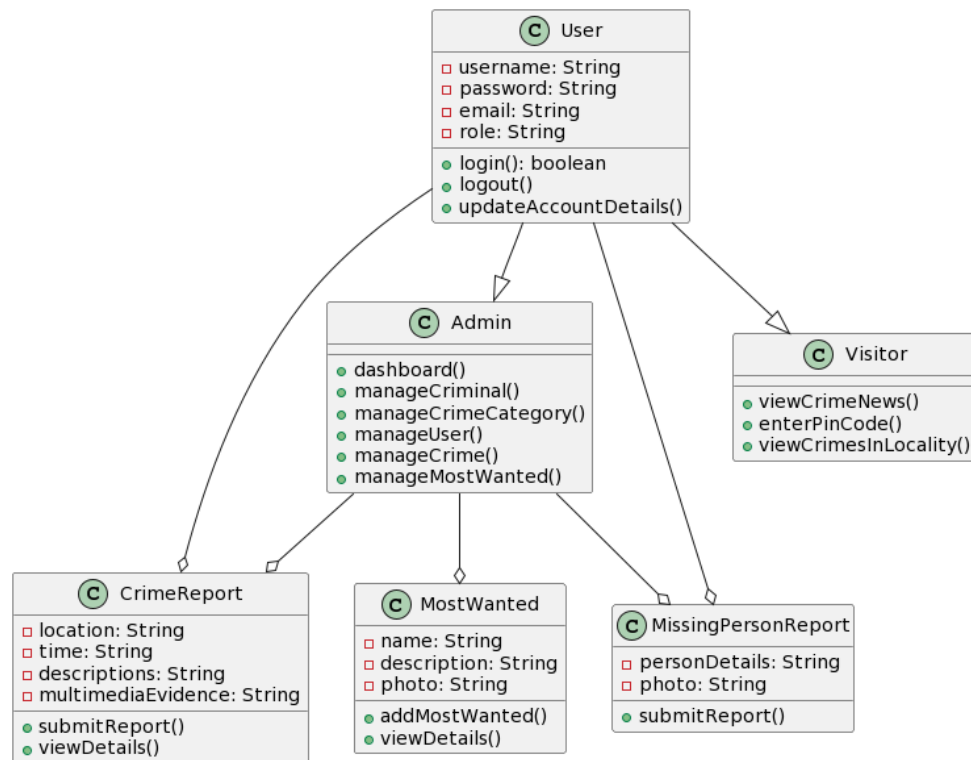 C User
username: String
password: String
email: String
role: String
login(): boolean
logout()
updateAccountDetails()
C Admin
dashboard()
manageCriminal()
manageCrimeCategory()
manageUser()
manageCrime()
manageMostWanted()
C Visitor
viewCrimeNews()
enterPinCode()
viewCrimesInLocality()
C CrimeReport
location: String
time: String
descriptions: String
multimediaEvidence: String
submitReport()
viewDetails()
C MostWanted
name: String
description: String
photo: String
addMostWanted()
viewDetails()
C MissingPersonReport
personDetails: String
photo: String
submitReport()